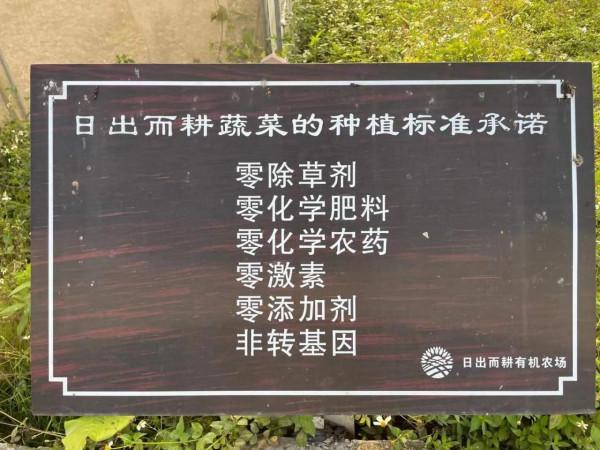 日出而耕蔬菜的种植标准承诺
零除草剂
零化学肥料
零化学农药
零激素
零添加剂
非转基因
日出而耕有机农场